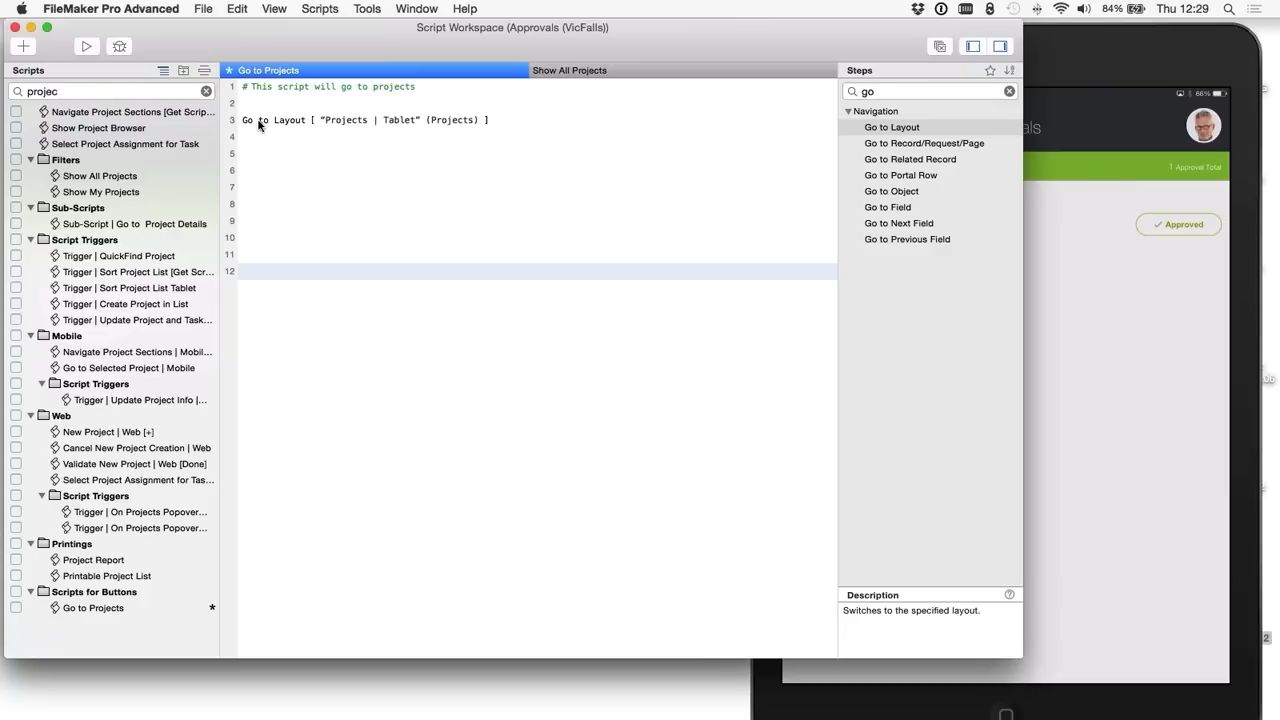 FileMaker Pro Advanced File Edit View Scripts Tools Window Help 84% Thu 12:29
Script Workspace (Approvals (VicFalls))
Scripts
projec
Navigate Project Sections [Get Scrip...
Show Project Browser
Select Project Assignment for Task
Filters
Show All Projects
Show My Projects
Sub-Scripts
Sub-Script | Go to Project Details
Script Triggers
Trigger | QuickFind Project
Trigger | Sort Project List [Get Scr...
Trigger | Sort Project List Tablet
Trigger | Create Project in List
Trigger | Update Project and Task...
Mobile
Navigate Project Sections | Mobil...
Go to Selected Project | Mobile
Script Triggers
Trigger | Update Project Info |...
Web
New Project | Web [+]
Cancel New Project Creation | Web
Validate New Project | Web [Done]
Select Project Assignment for Tas...
Script Triggers
Trigger | On Projects Popover...
Trigger | On Projects Popover...
Printings
Project Report
Printable Project List
Scripts for Buttons
Go to Projects *
* Go to Projects
Show All Projects
1 # This script will go to projects
2
3 Go to Layout [ “Projects | Tablet” (Projects) ]
4
5
6
7
8
9
10
11
12
Steps
go
Navigation
Go to Layout
Go to Record/Request/Page
Go to Related Record
Go to Portal Row
Go to Object
Go to Field
Go to Next Field
Go to Previous Field
Description
Switches to the specified layout.
66%
1 Approval Total
Approved